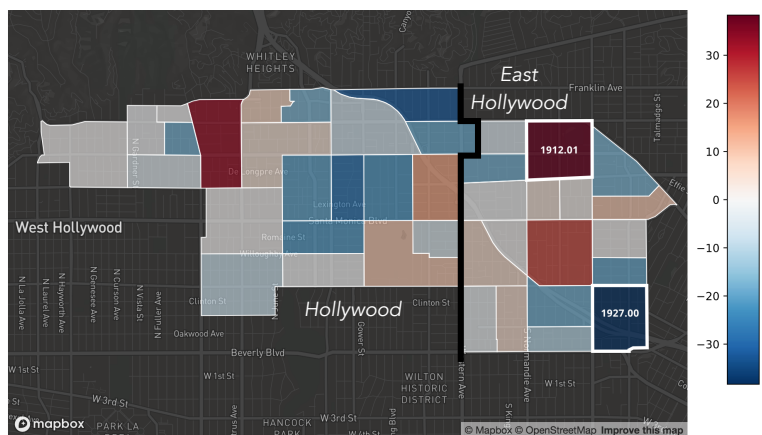 WHITLEY
HEIGHTS
East
Hollywood
Franklin Ave
Talmadge St
1912.01
N Gardner St
De Longpre Ave
Lexington Ave
Santa Monica Blvd
West Hollywood
Romaine St
Willoughby Ave
N La Jolla Ave
N Laurel Ave
N Hayworth Ave
N Genesee Ave
N Curson Ave
N Vista St
N Fuller Ave
Clinton St
Hollywood
Clinton St
1927.00
Oakwood Ave
Gower St
Beverly Blvd
S Normandie Ave
W 1st St
W 1st St
W 1st St
WILTON
HISTORIC
DISTRICT
W 3rd St
W 3rd St
HANCOCK
PARK
PARK LA
mapbox
© Mapbox © OpenStreetMap Improve this map
30
20
10
0
−10
−20
−30